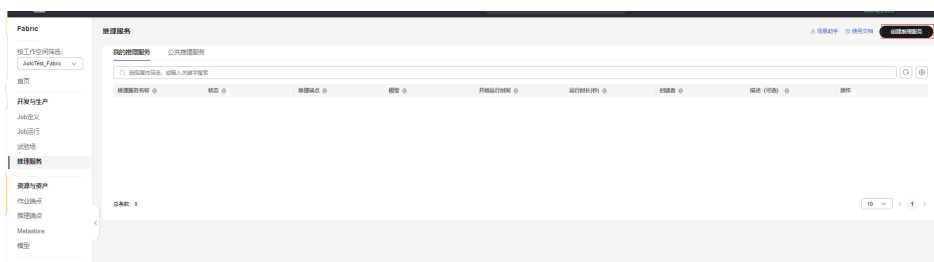 Fabric
按工作空间筛选:
AutoTest_Fabric
首页
开发与生产
Job定义
Job运行
试验场
推理服务
资源与资产
作业端点
推理端点
Metastore
模型
推理服务
场景助手 使用文档 创建推理服务
我的推理服务 公共推理服务
选择属性筛选，或输入关键字搜索
推理服务名称 状态 推理端点 模型 开始运行时间 运行时长(秒) 创建者 描述 (可选) 操作
总条数: 0
10 1